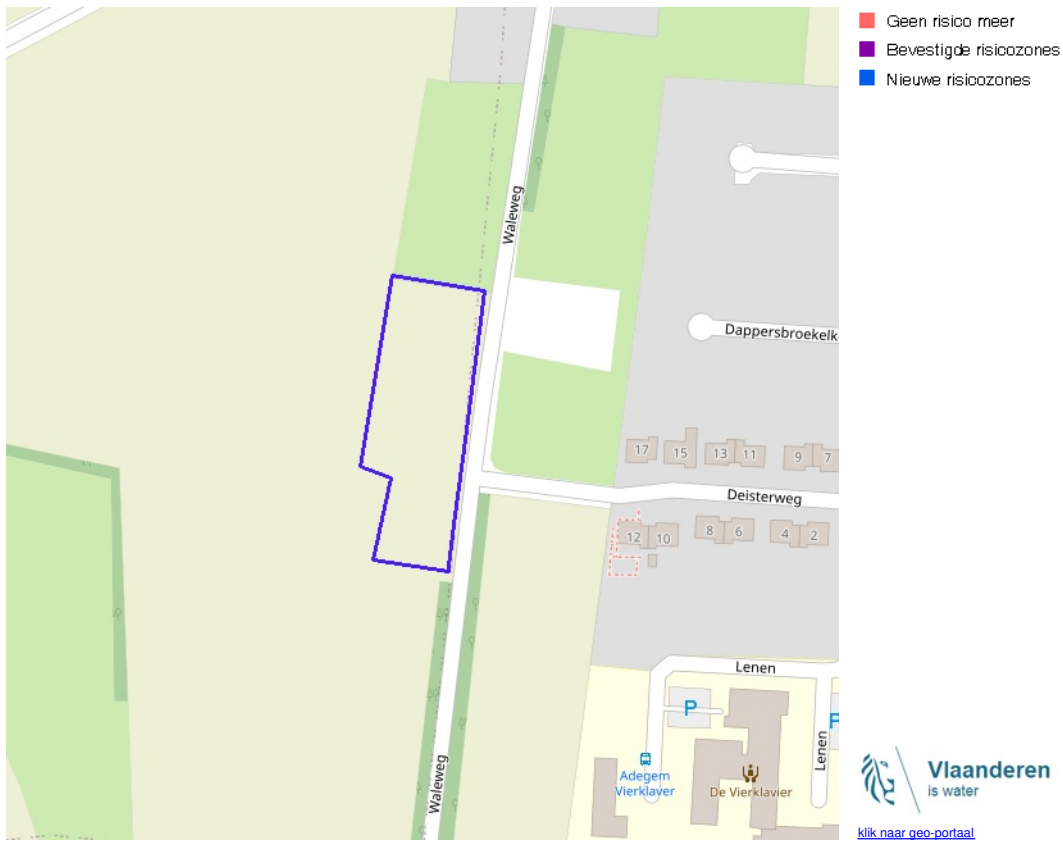 Geen risico meer
Bevestigde risicozones
Nieuwe risicozones
Waleweg
Dappersbroekelk
17
15
13
11
9
7
Deisterweg
12
10
8
6
4
2
Lenen
P
P
Lenen
Adegem
Vierklaver
De Vierklavier
Waleweg
Vlaanderen
is water
klik naar geo-portaal